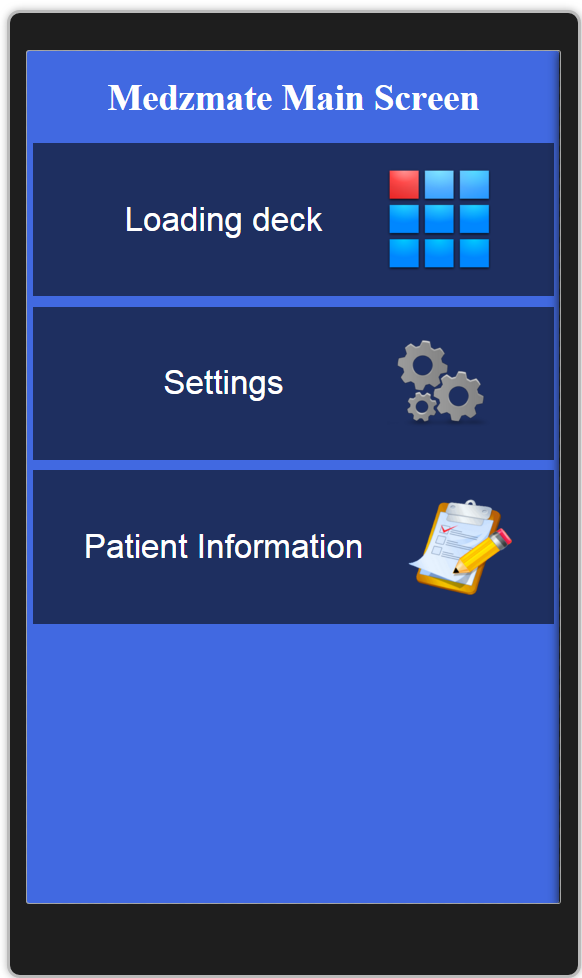 Medzmate Main Screen
Loading deck
Settings
Patient Information